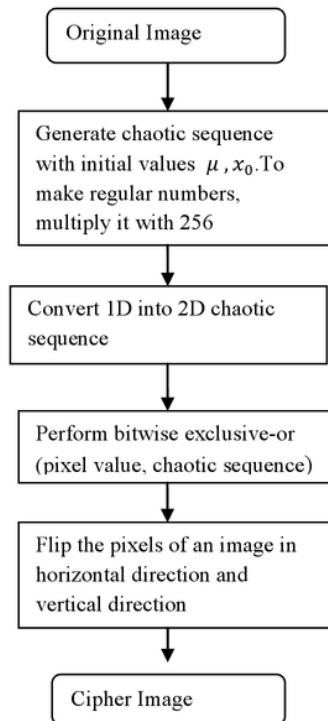 Original Image
Generate chaotic sequence
with initial values μ , x₀.To
make regular numbers,
multiply it with 256
Convert 1D into 2D chaotic
sequence
Perform bitwise exclusive-or
(pixel value, chaotic sequence)
Flip the pixels of an image in
horizontal direction and
vertical direction
Cipher Image